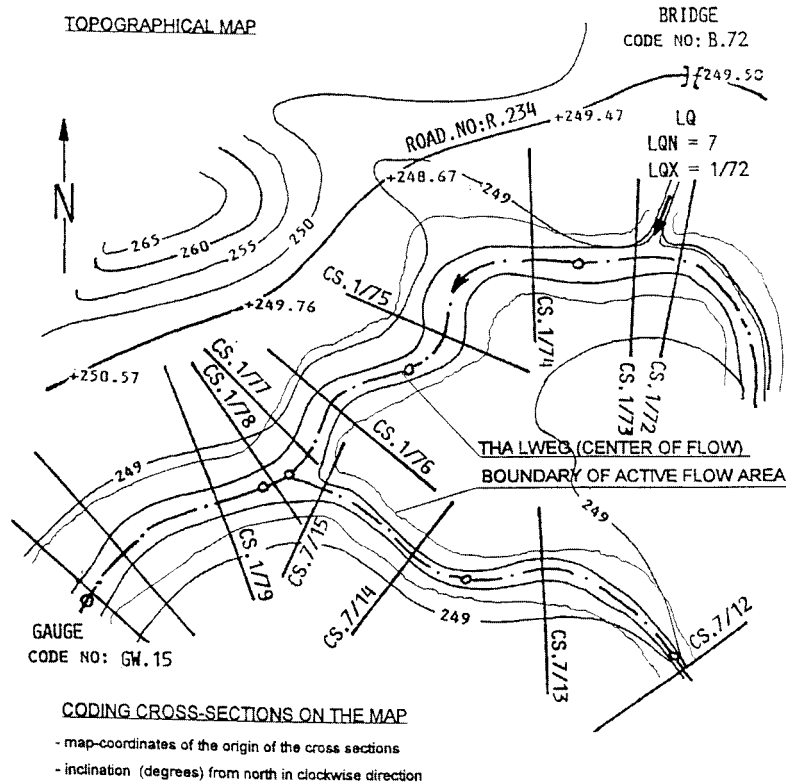 TOPOGRAPHICAL MAP
BRIDGE
CODE NO: B.72
249.50
+249.47
LQ
LQN = 7
LQX = 1/72
ROAD.NO:R.234
+248.67
249
N
265
260
255
250
+249.76
+250.57
CS.1/75
CS.1/74
CS.1/73
CS.1/72
CS.1/77
CS.1/78
CS.1/76
THALWEG (CENTER OF FLOW)
BOUNDARY OF ACTIVE FLOW AREA
249
249
CS.1/79
CS.7/15
CS.7/14
249
CS.7/13
CS.7/12
GAUGE
CODE NO: GW.15
CODING CROSS-SECTIONS ON THE MAP
- map-coordinates of the origin of the cross sections
- inclination (degrees) from north in clockwise direction